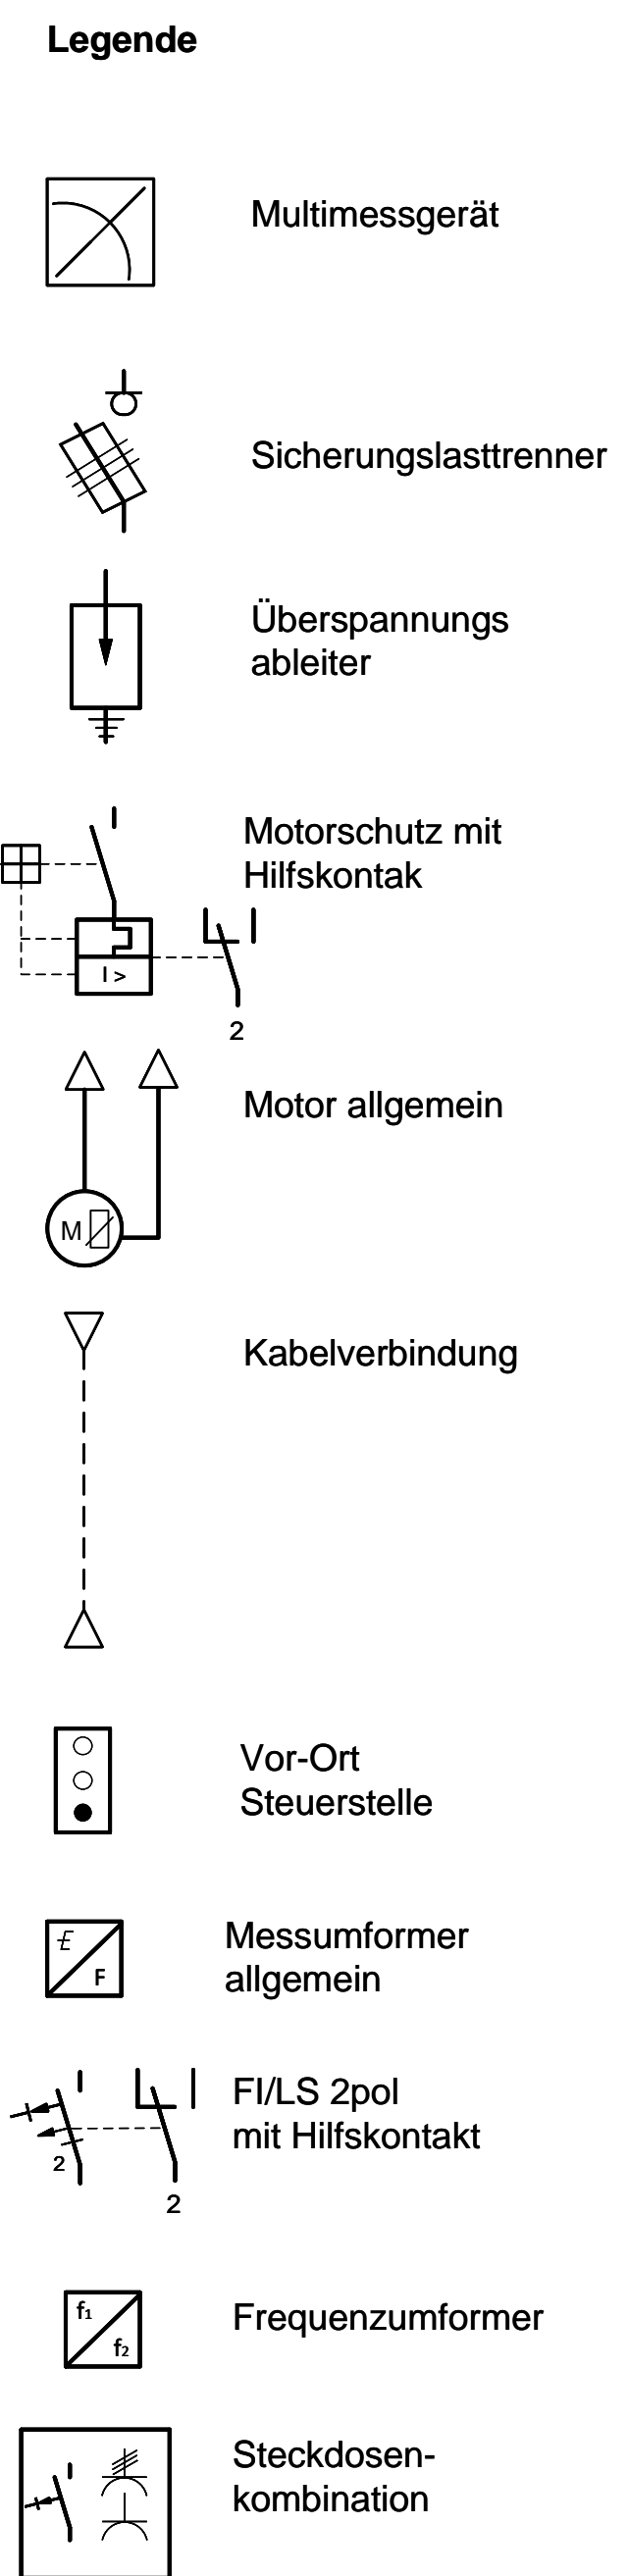 Legende
Multimessgerät
Sicherungslasttrenner
Überspannungs
ableiter
Motorschutz mit
Hilfskontak
I >
2
Motor allgemein
M
Kabelverbindung
Vor-Ort
Steuerstelle
Messumformer
allgemein
£
F
FI/LS 2pol
mit Hilfskontakt
2
2
Frequenzumformer
f₁
f₂
Steckdosen-
kombination